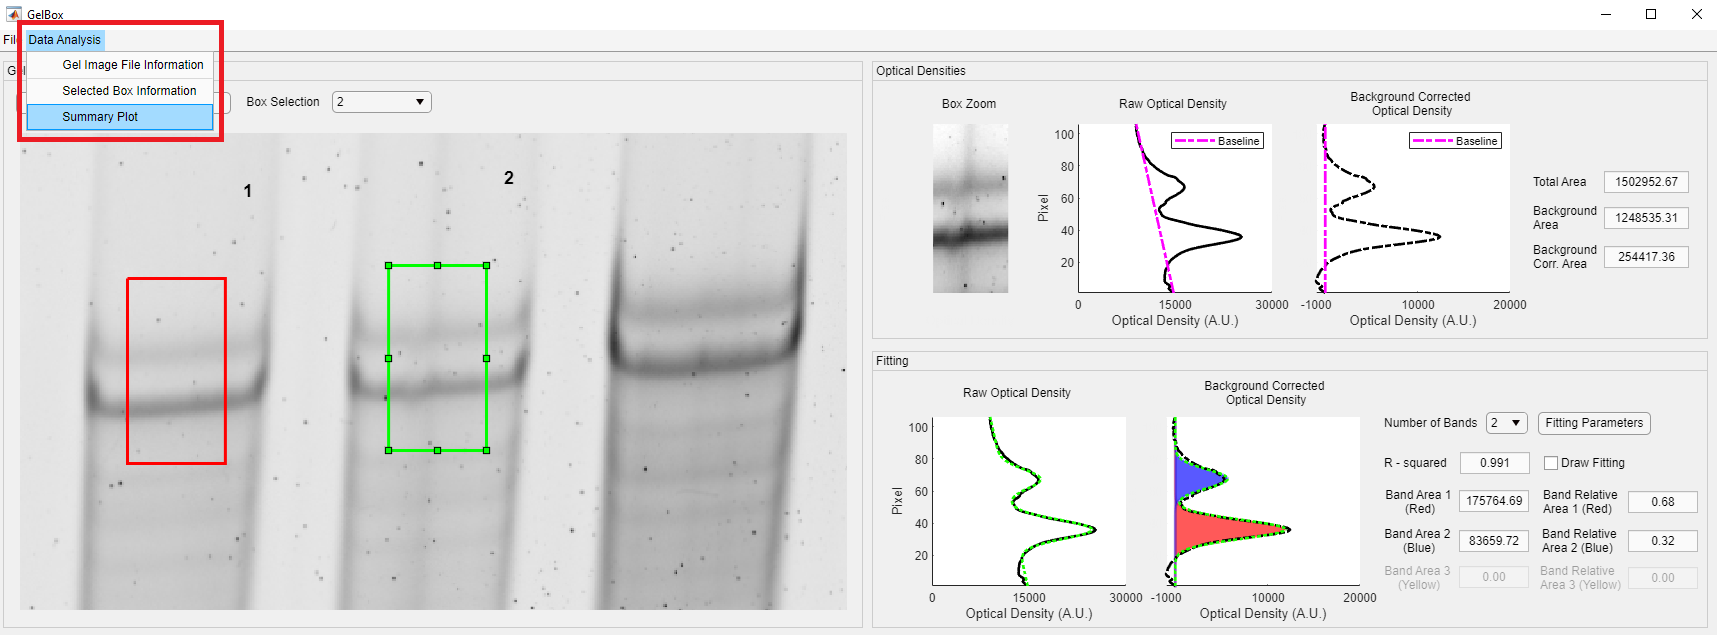 GelBox
Data Analysis
Gel Image File Information
Selected Box Information
Summary Plot
Box Selection
2
1
2
Optical Densities
Box Zoom
Raw Optical Density
Baseline
100
80
60
40
20
Pixel
0
15000
30000
Optical Density (A.U.)
Background Corrected
Optical Density
Baseline
-1000
10000
20000
Optical Density (A.U.)
Total Area
1502952.67
Background
Area
1248535.31
Background
Corr. Area
254417.36
Fitting
Raw Optical Density
100
80
60
40
20
Pixel
0
15000
30000
Optical Density (A.U.)
Background Corrected
Optical Density
-1000
10000
20000
Optical Density (A.U.)
Number of Bands
2
Fitting Parameters
R - squared
0.991
Draw Fitting
Band Area 1
(Red)
175764.69
Band Relative
Area 1 (Red)
0.68
Band Area 2
(Blue)
83659.72
Band Relative
Area 2 (Blue)
0.32
Band Area 3
(Yellow)
0.00
Band Relative
Area 3 (Yellow)
0.00